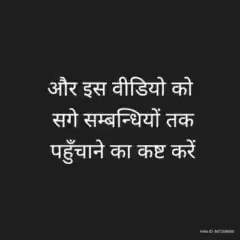 और इस वीडियो को
सगे सम्बन्धियों तक
पहुँचाने का कष्ट करें